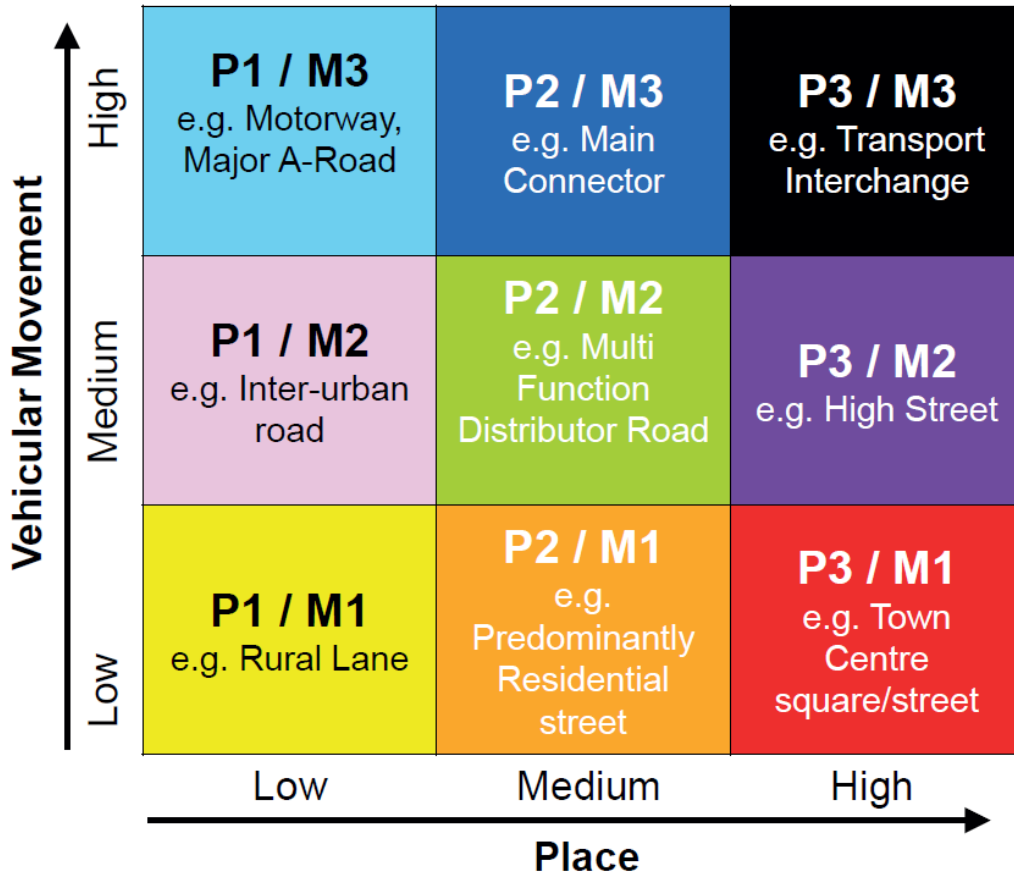 Vehicular Movement
High
P1 / M3
e.g. Motorway,
Major A-Road
P2 / M3
e.g. Main
Connector
P3 / M3
e.g. Transport
Interchange
Medium
P1 / M2
e.g. Inter-urban
road
P2 / M2
e.g. Multi
Function
Distributor Road
P3 / M2
e.g. High Street
Low
P1 / M1
e.g. Rural Lane
P2 / M1
e.g.
Predominantly
Residential
street
P3 / M1
e.g. Town
Centre
square/street
Low
Medium
High
Place